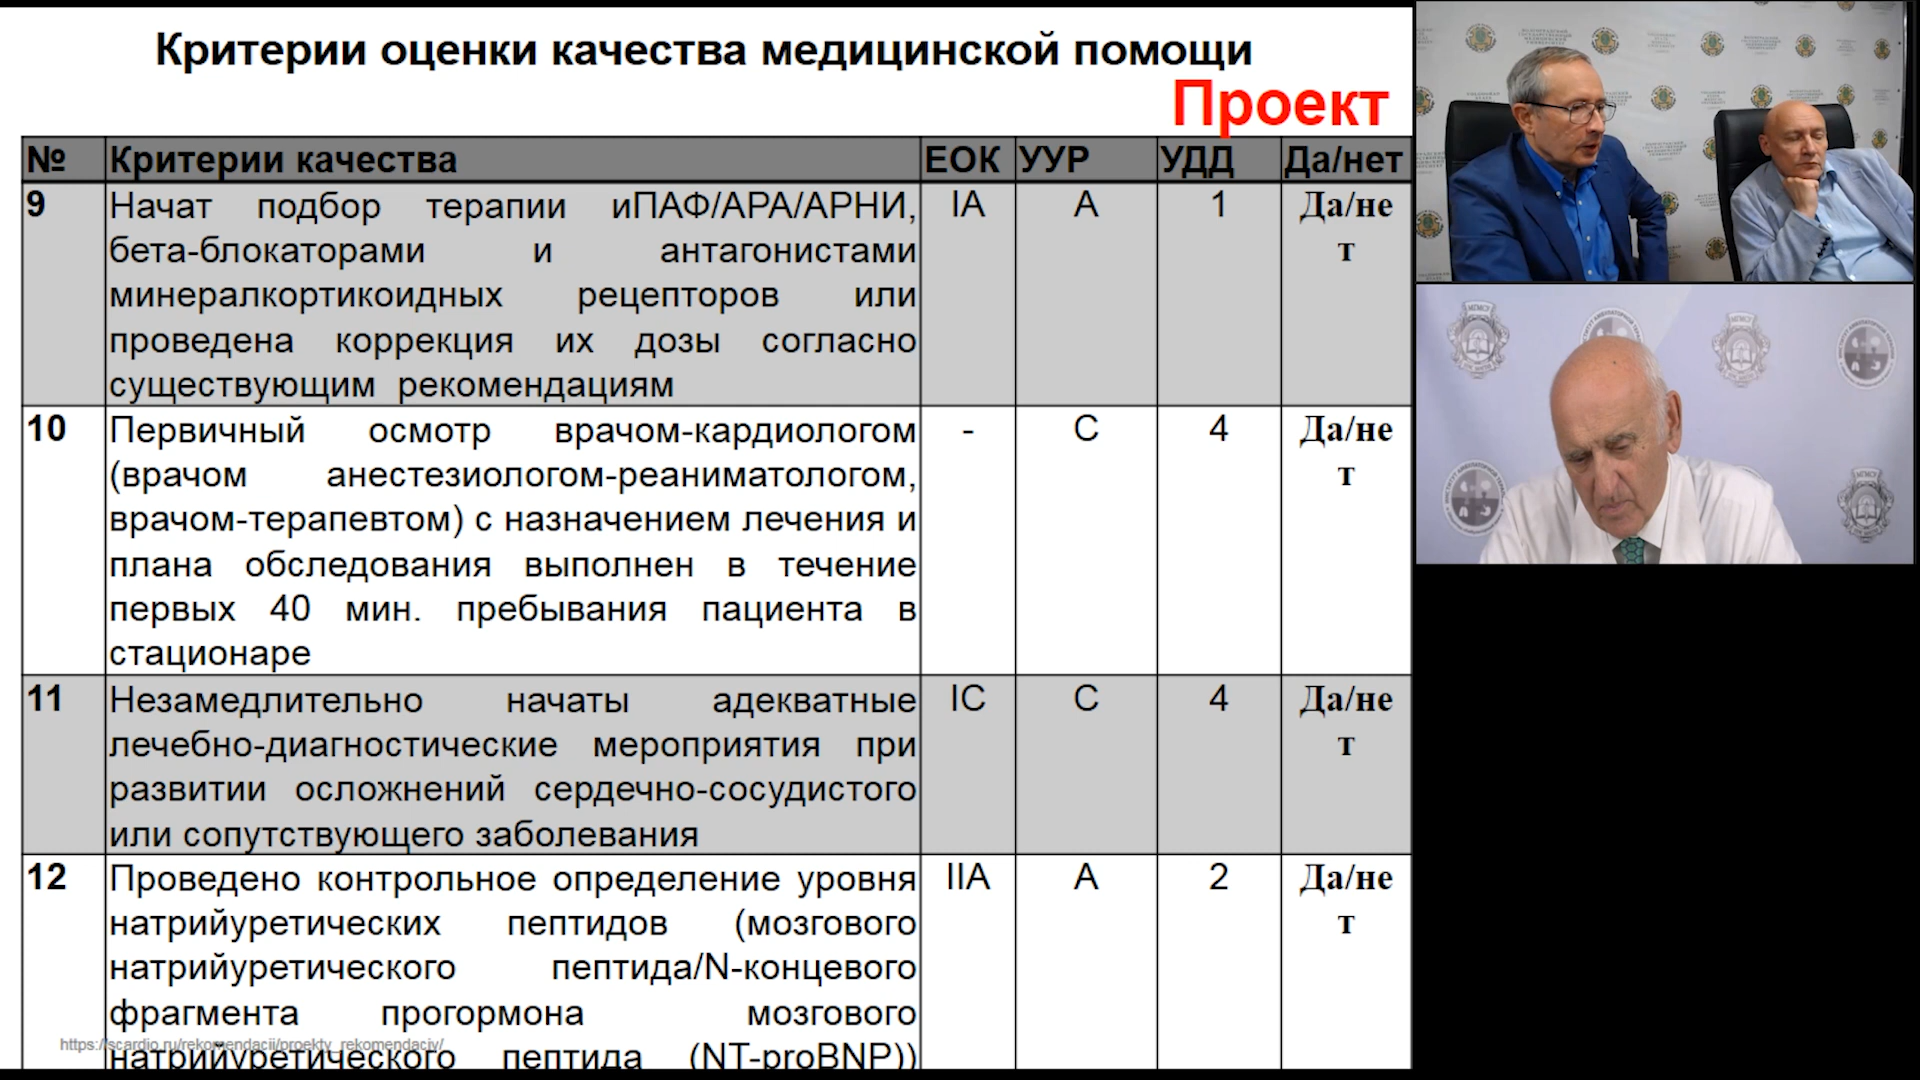 Критерии оценки качества медицинской помощи
Проект
№ Критерии качества ЕОК УУР УДД Да/нет
9 Начат подбор терапии иПАФ/АРА/АРНИ, IA A 1 Да/не
бета-блокаторами и антагонистами т
минералкортикоидных рецепторов или
проведена коррекция их дозы согласно
существующим рекомендациям
10 Первичный осмотр врачом-кардиологом - C 4 Да/не
(врачом анестезиологом-реаниматологом, т
врачом-терапевтом) с назначением лечения и
плана обследования выполнен в течение
первых 40 мин. пребывания пациента в
стационаре
11 Незамедлительно начаты адекватные IC C 4 Да/не
лечебно-диагностические мероприятия при т
развитии осложнений сердечно-сосудистого
или сопутствующего заболевания
12 Проведено контрольное определение уровня IIA A 2 Да/не
натрийуретических пептидов (мозгового т
натрийуретического пептида/N-концевого
фрагмента прогормона мозгового
https://scardio.ru/rekomendacii/proekty_rekomendaciy/
натрийуретического пептида (NT-proBNP))